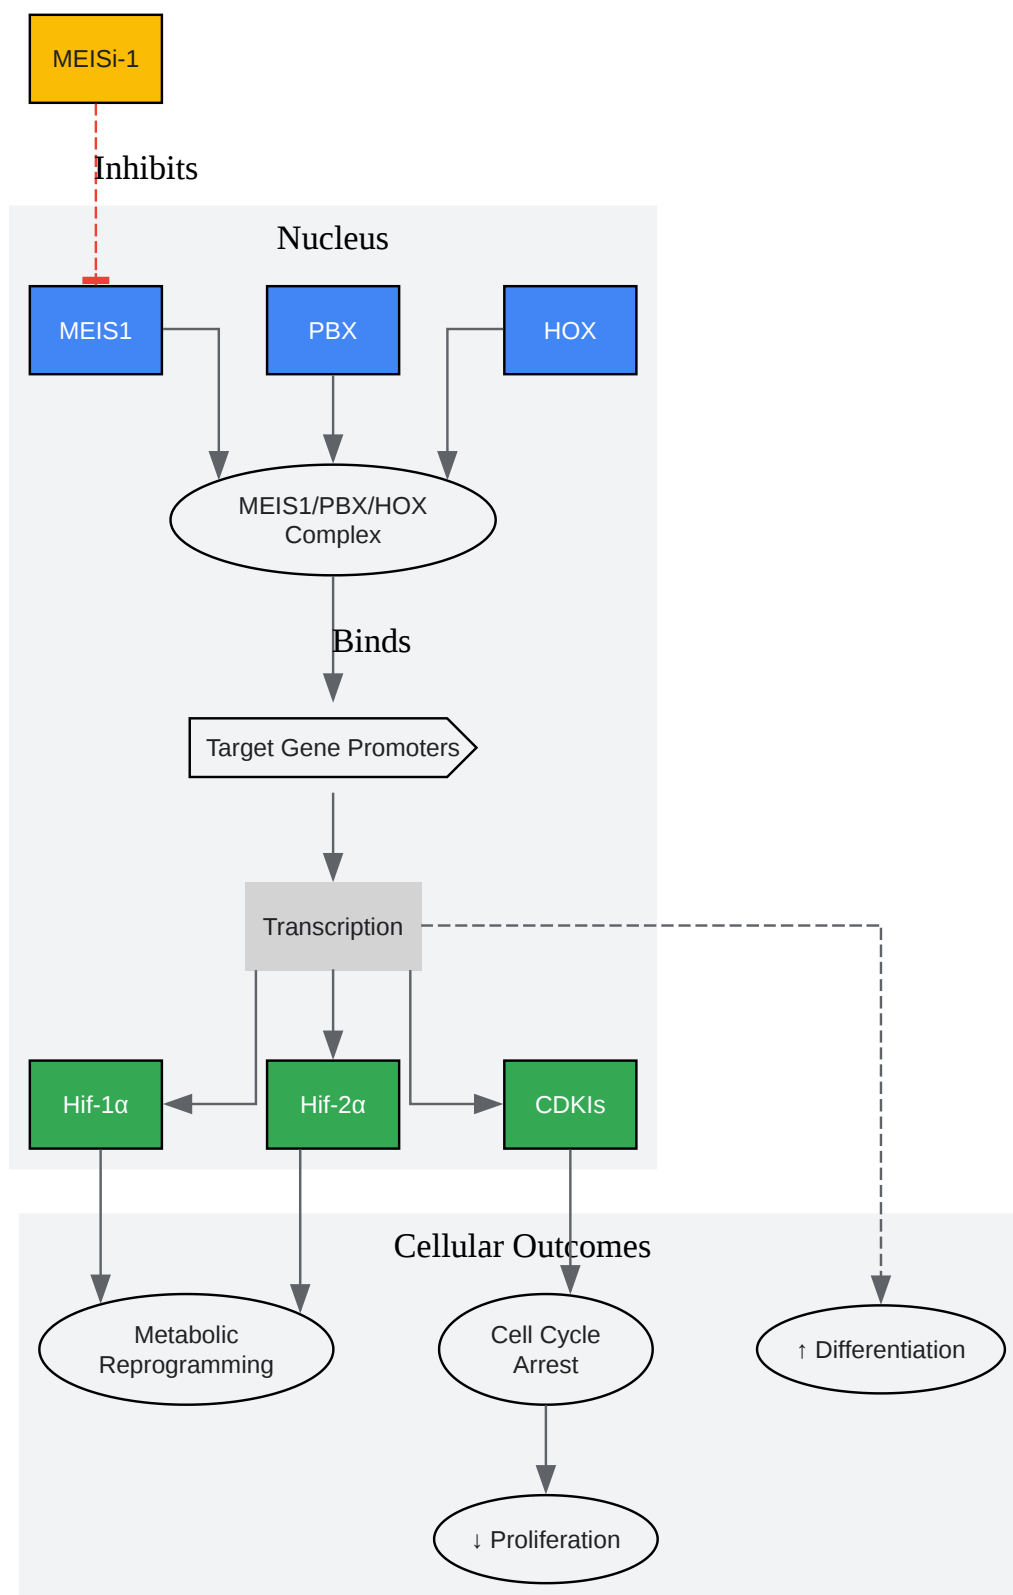 MEISi-1
Inhibits
Nucleus
MEIS1
PBX
HOX
MEIS1/PBX/HOX
Complex
Binds
Target Gene Promoters
Transcription
Hif-1α
Hif-2α
CDKIs
Cellular Outcomes
Metabolic
Reprogramming
Cell Cycle
Arrest
↑ Differentiation
↓ Proliferation